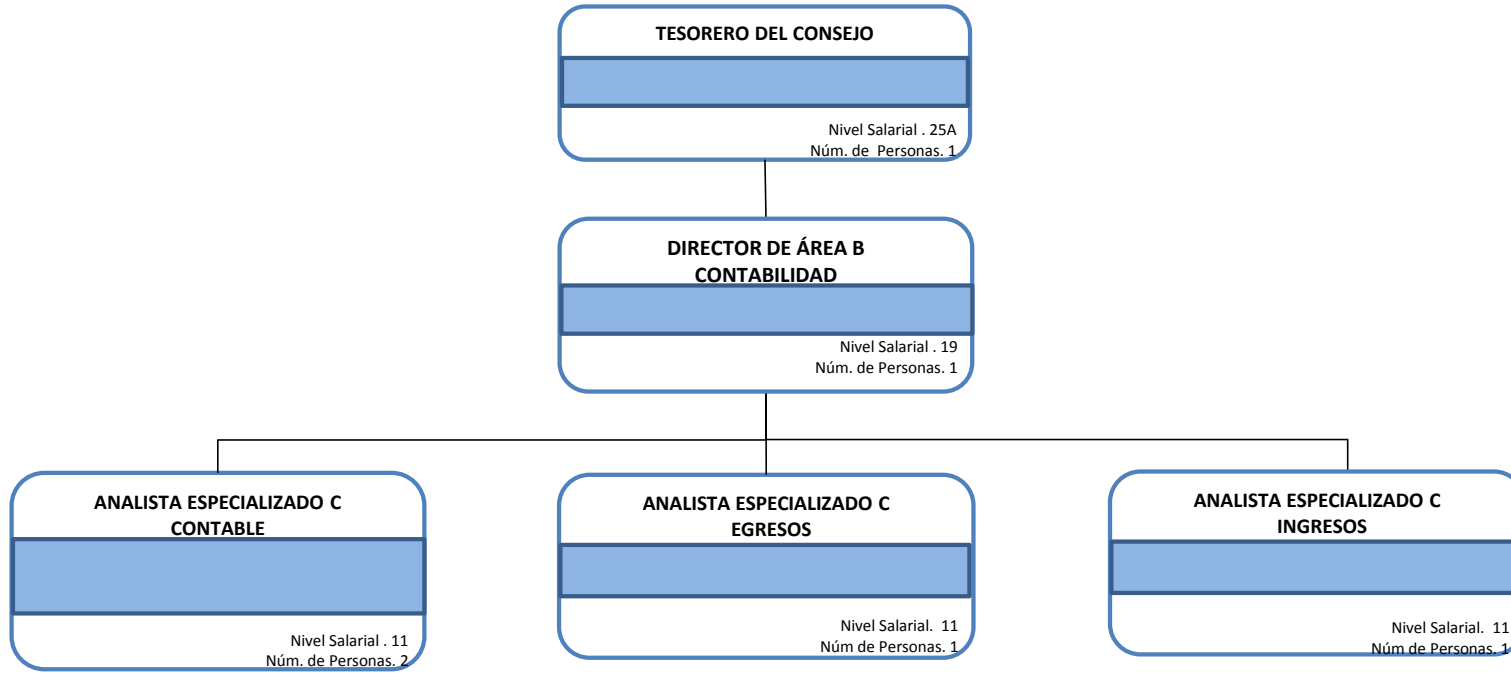 TESORERO DEL CONSEJO
Nivel Salarial . 25A
Núm. de  Personas. 1
DIRECTOR DE ÁREA B
CONTABILIDAD
Nivel Salarial . 19
Núm. de Personas. 1
ANALISTA ESPECIALIZADO C
CONTABLE
Nivel Salarial . 11
Núm. de Personas. 2
ANALISTA ESPECIALIZADO C
EGRESOS
Nivel Salarial.  11
Núm de Personas. 1
ANALISTA ESPECIALIZADO C
INGRESOS
Nivel Salarial.  11
Núm de Personas. 1